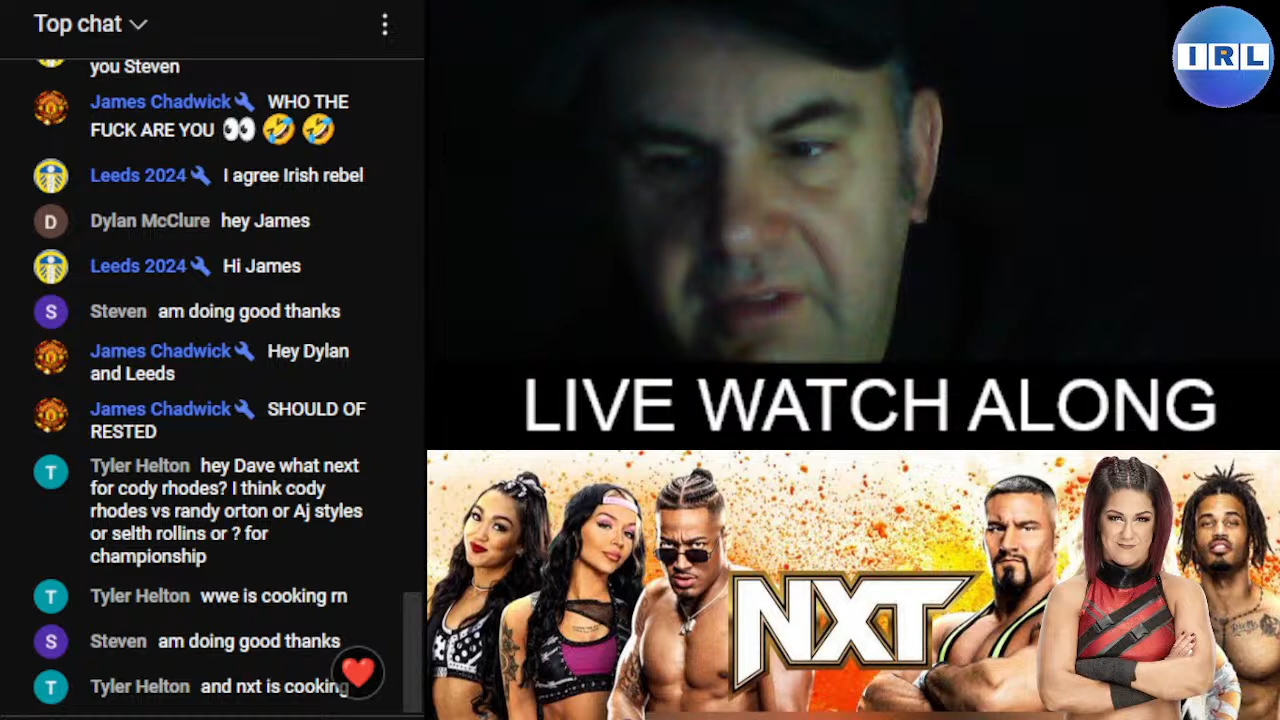 Top chat
you Steven
James Chadwick WHO THE
FUCK ARE YOU
Leeds 2024 I agree Irish rebel
D
Dylan McClure hey James
Leeds 2024 Hi James
S
Steven am doing good thanks
James Chadwick Hey Dylan
and Leeds
James Chadwick SHOULD OF
RESTED
T
Tyler Helton hey Dave what next
for cody rhodes? I think cody
rhodes vs randy orton or Aj styles
or selth rollins or ? for
championship
T
Tyler Helton wwe is cooking rn
S
Steven am doing good thanks
T
Tyler Helton and nxt is cooking
IRL
LIVE WATCH ALONG
NXT